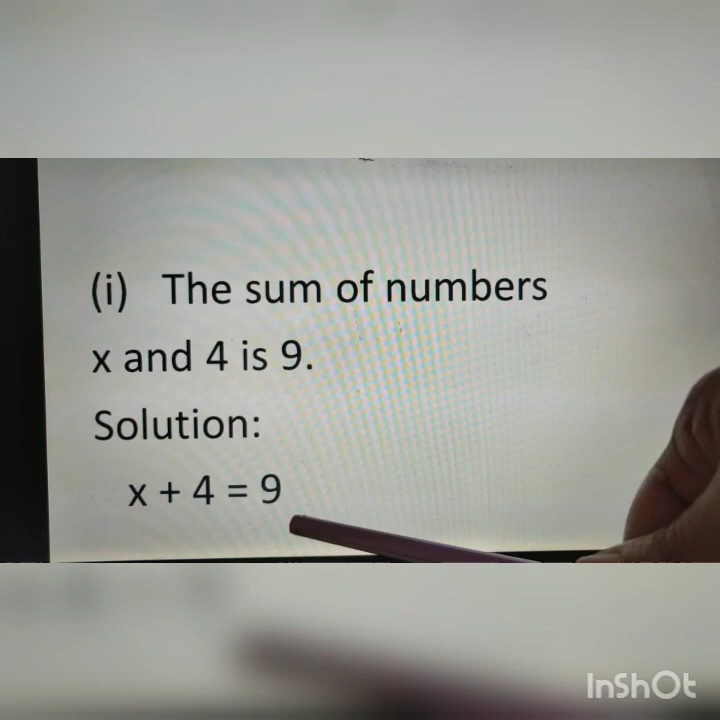 (i) The sum of numbers
x and 4 is 9.
Solution:
x + 4 = 9
InShOt